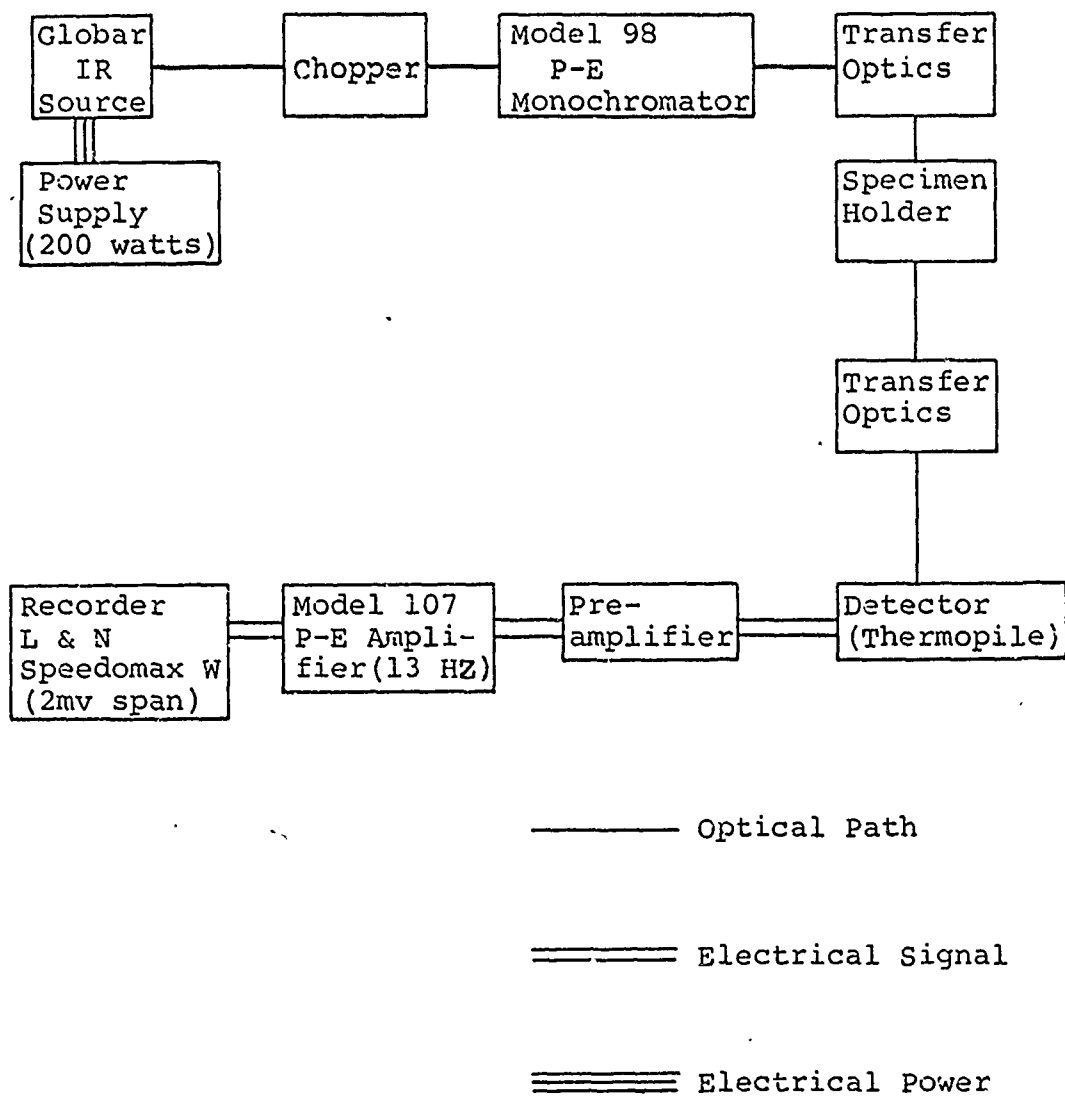 Globar
IR
Source
Chopper
Model 98
P-E
Monochromator
Transfer
Optics
Power
Supply
(200 watts)
Specimen
Holder
Transfer
Optics
Recorder
L & N
Speedomax W
(2mv span)
Model 107
P-E Ampli-
fier(13 HZ)
Pre-
amplifier
Detector
(Thermopile)
Optical Path
Electrical Signal
Electrical Power